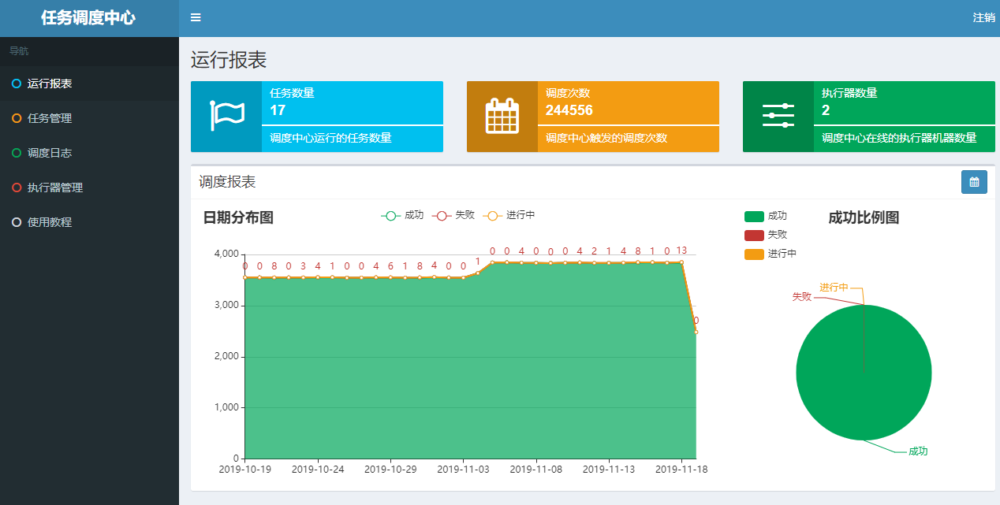 任务调度中心
注销
导航
运行报表
任务管理
调度日志
执行器管理
使用教程
运行报表
任务数量
17
调度中心运行的任务数量
调度次数
244556
调度中心触发的调度次数
执行器数量
2
调度中心在线的执行器机器数量
调度报表
日期分布图
成功 失败 进行中
4,000
3,000
2,000
1,000
0
0 0 8 0 3 4 1 0 0 4 6 1 8 4 0 0 1 0 0 4 0 0 0 4 2 1 4 8 1 0 13 0
2019-10-19 2019-10-24 2019-10-29 2019-11-03 2019-11-08 2019-11-13 2019-11-18
成功
失败
进行中
成功比例图
进行中
失败
成功